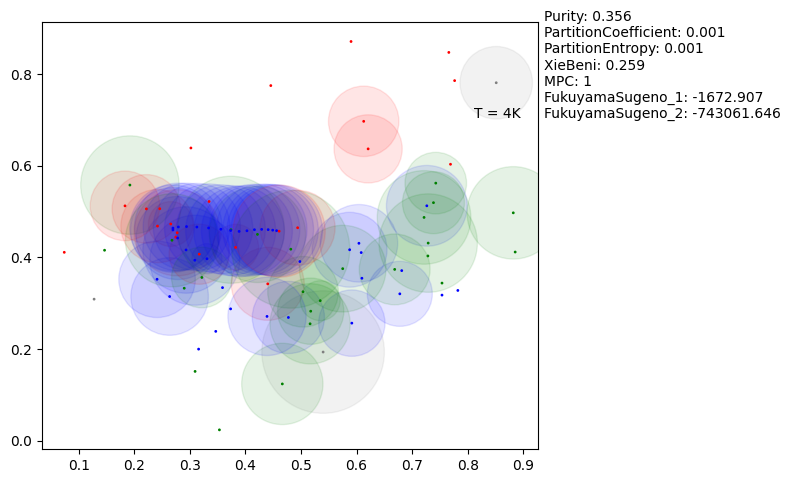 Purity: 0.356
PartitionCoefficient: 0.001
PartitionEntropy: 0.001
XieBeni: 0.259
MPC: 1
FukuyamaSugeno_1: -1672.907
FukuyamaSugeno_2: -743061.646
T = 4K
0.8
0.6
0.4
0.2
0.0
0.1 0.2 0.3 0.4 0.5 0.6 0.7 0.8 0.9